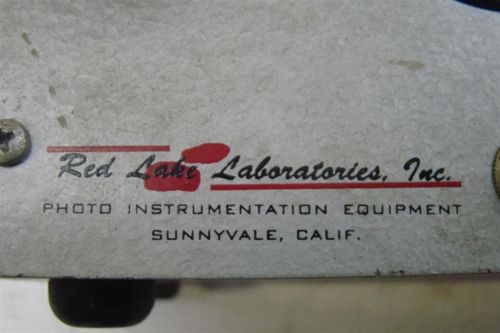 Red Lake Laboratories, Inc.
PHOTO INSTRUMENTATION EQUIPMENT
SUNNYVALE, CALIF.